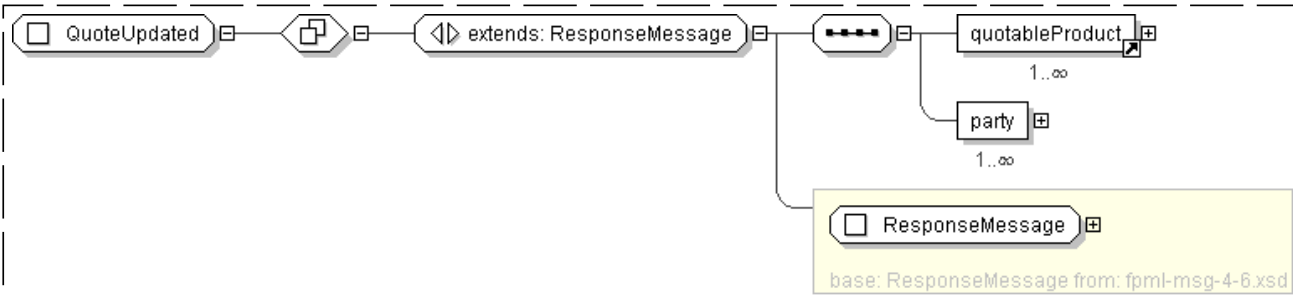 QuoteUpdated
extends: ResponseMessage
quotableProduct
1..∞
party
1..∞
ResponseMessage
base: ResponseMessage from: fpml-msg-4-6.xsd